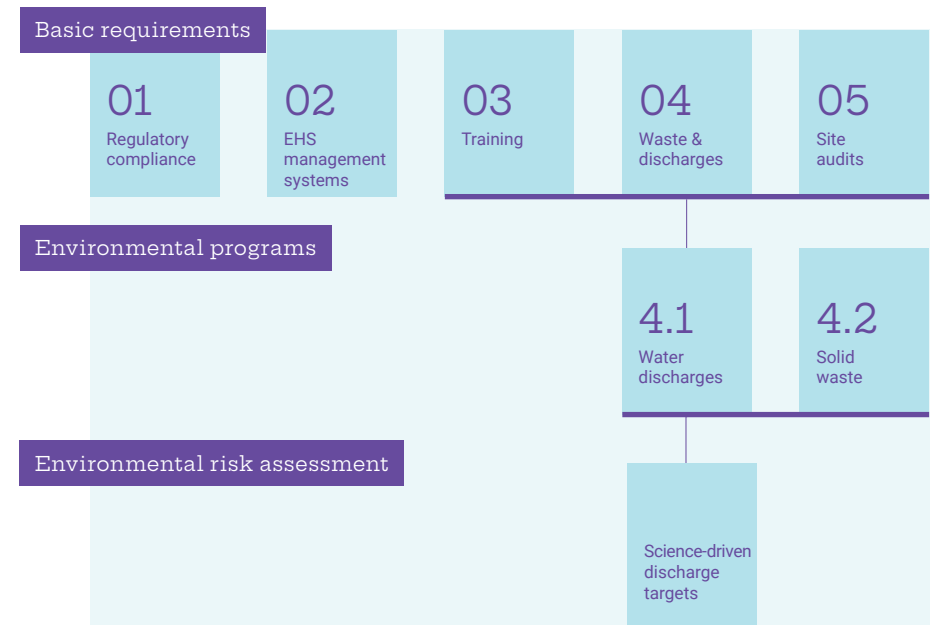 Basic requirements
01
Regulatory
compliance
02
EHS
management
systems
03
Training
04
Waste &
discharges
05
Site
audits
Environmental programs
4.1
Water
discharges
4.2
Solid
waste
Environmental risk assessment
Science-driven
discharge
targets